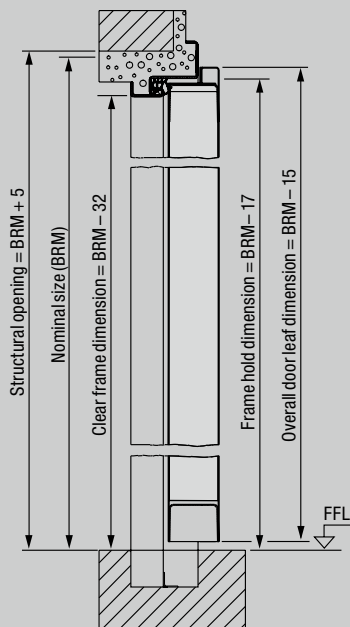 Structural opening = BRM + 5
Nominal size (BRM)
Clear frame dimension = BRM – 32
Frame hold dimension = BRM– 17
Overall door leaf dimension = BRM – 15
FFL